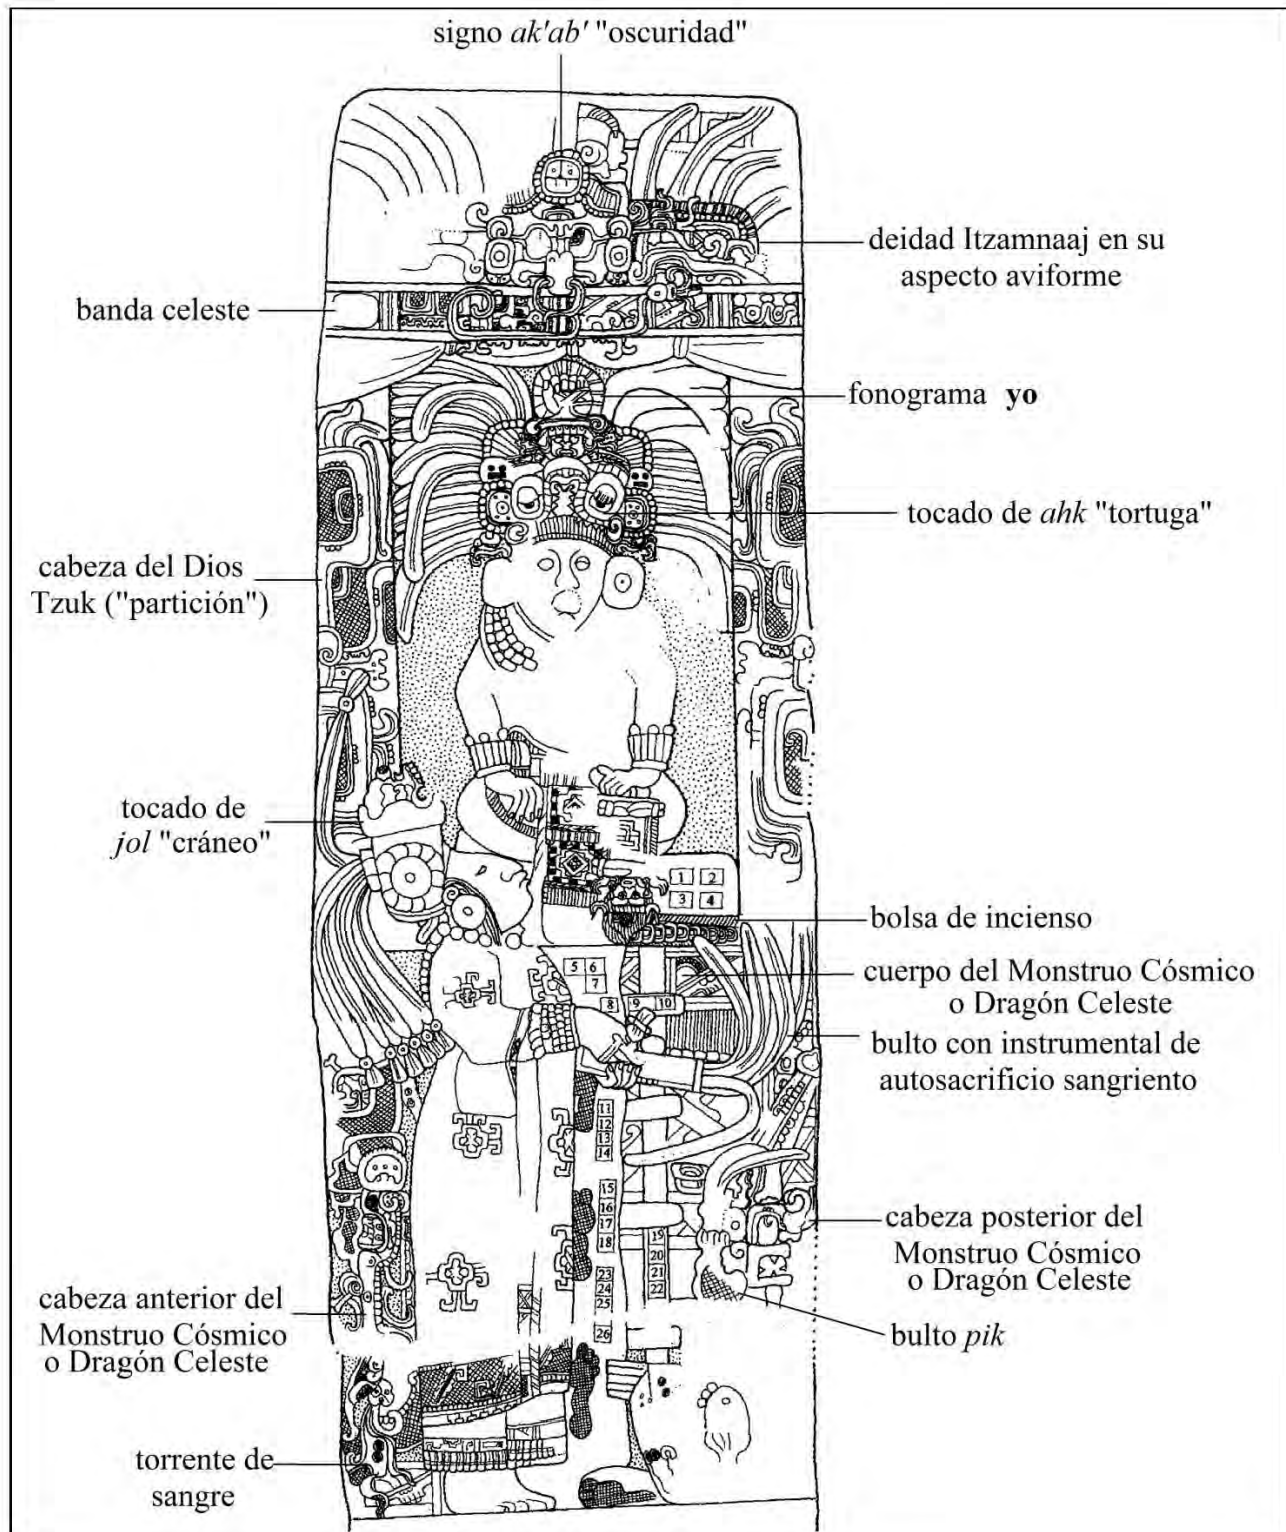 signo ak'ab' "oscuridad"
deidad Itzamnaaj en su
aspecto aviforme
banda celeste
fonograma yo
tocado de ahk "tortuga"
cabeza del Dios
Tzuk ("partición")
tocado de
jol "cráneo"
1 2
3 4
bolsa de incienso
cuerpo del Monstruo Cósmico
o Dragón Celeste
5 6
7
8 9 10
bulto con instrumental de
autosacrificio sangriento
11
12
13
14
15
16
17
18
19
20
21
22
cabeza posterior del
Monstruo Cósmico
o Dragón Celeste
23
24
25
26
cabeza anterior del
Monstruo Cósmico
o Dragón Celeste
bulto pik
torrente de
sangre